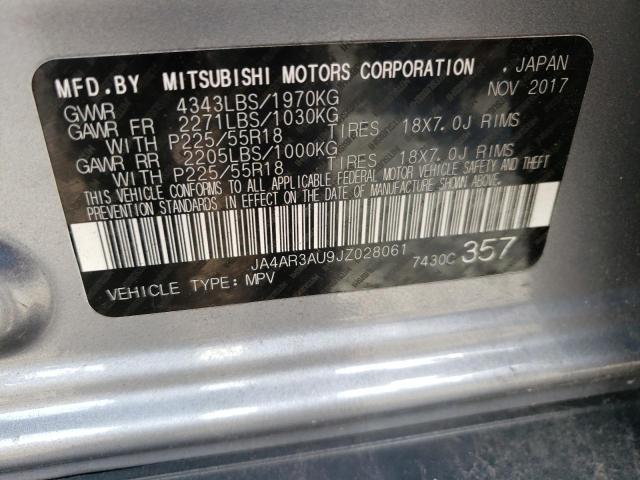 MFD.BY MITSUBISHI MOTORS CORPORATION . JAPAN
GVWR 4343LBS/1970KG NOV 2017
GAWR FR 2271LBS/1030KG
WITH P225/55R18 TIRES 18X7.0J RIMS
GAWR RR 2205LBS/1000KG
WITH P225/55R18 TIRES 18X7.0J RIMS
THIS VEHICLE CONFORMS TO ALL APPLICABLE FEDERAL MOTOR VEHICLE SAFETY AND THEFT
PREVENTION STANDARDS IN EFFECT ON THE DATE OF MANUFACTURE SHOWN ABOVE.
JA4AR3AU9JZ028061 7430C 357
VEHICLE TYPE: MPV